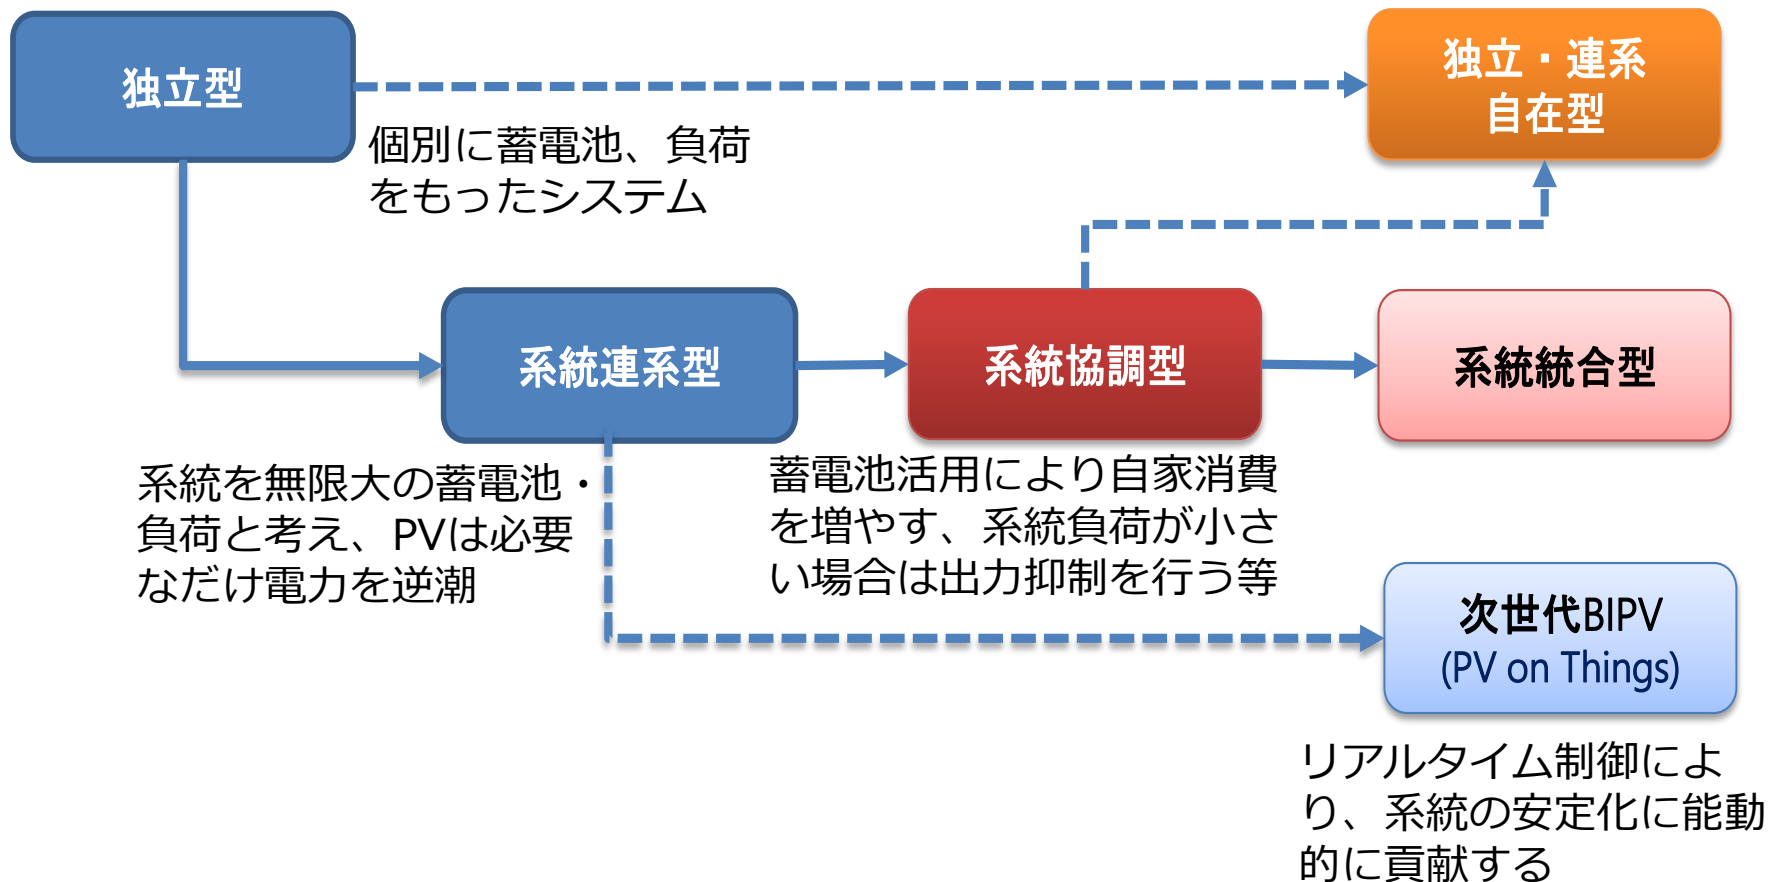 独立型
独立・連系
自在型
個別に蓄電池、負荷
をもったシステム
系統連系型
系統協調型
系統統合型
系統を無限大の蓄電池・
負荷と考え、PVは必要
なだけ電力を逆潮
蓄電池活用により自家消費
を増やす、系統負荷が小さ
い場合は出力抑制を行う等
次世代BIPV
(PV on Things)
リアルタイム制御によ
り、系統の安定化に能動
的に貢献する